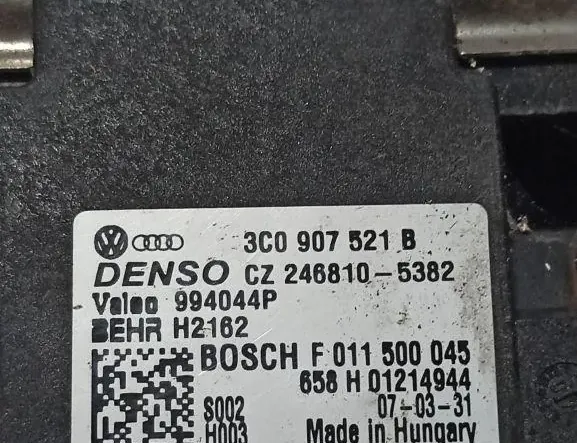 3C0 907 521 B
DENSO CZ 246810-5382
Valeo 994044P
BEHR H2162
BOSCH F 011 500 045
658 H 01214944
S002 07-03-31
H003 Made in Hungary